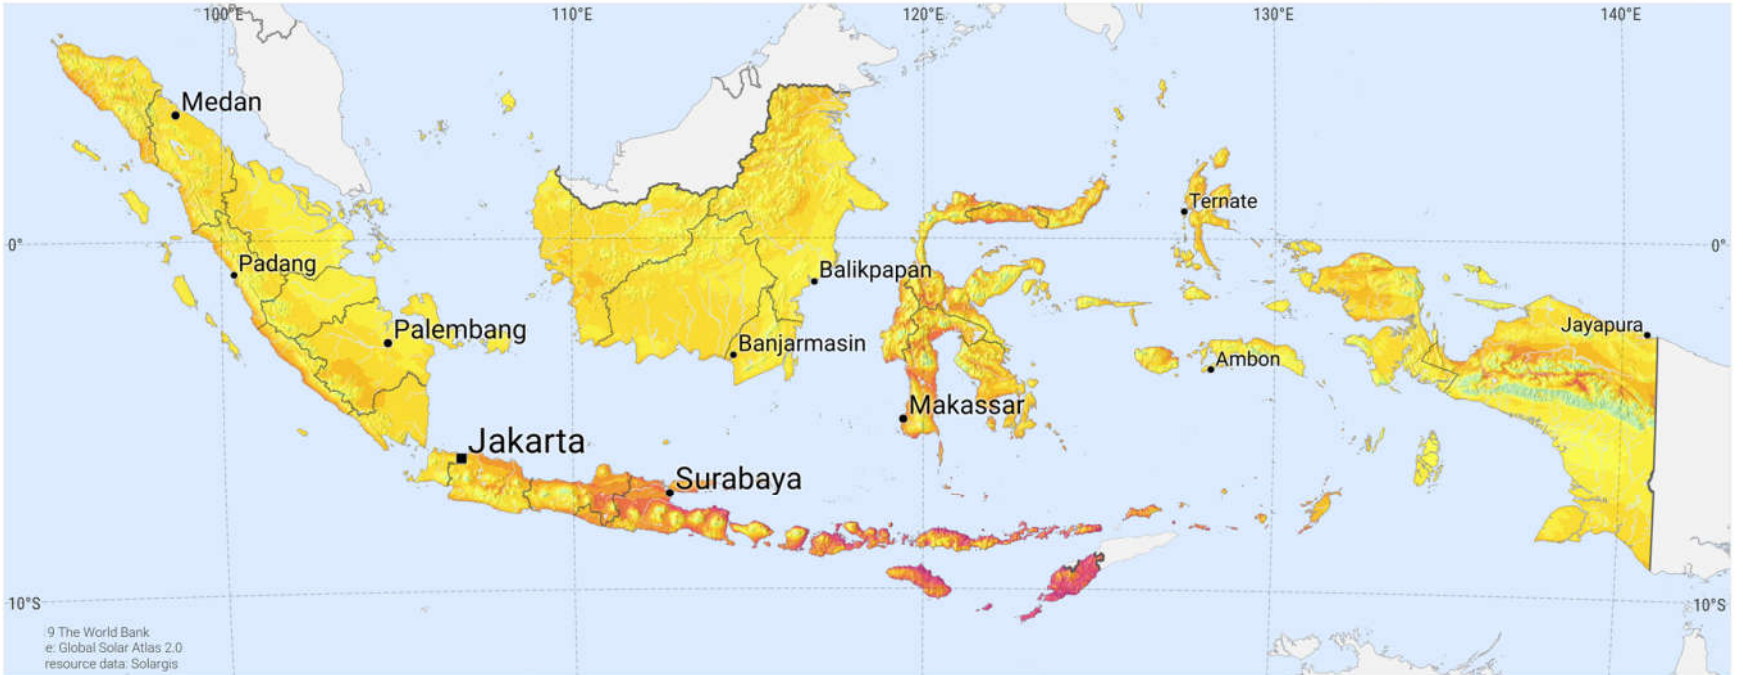 100°E
110°E
120°E
130°E
140°E
Medan
Ternate
0°
0°
Padang
Balikpapan
Palembang
Jayapura
Banjarmasin
Ambon
Makassar
Jakarta
Surabaya
10°S
10°S
9 The World Bank
e: Global Solar Atlas 2.0
resource data: Solargis